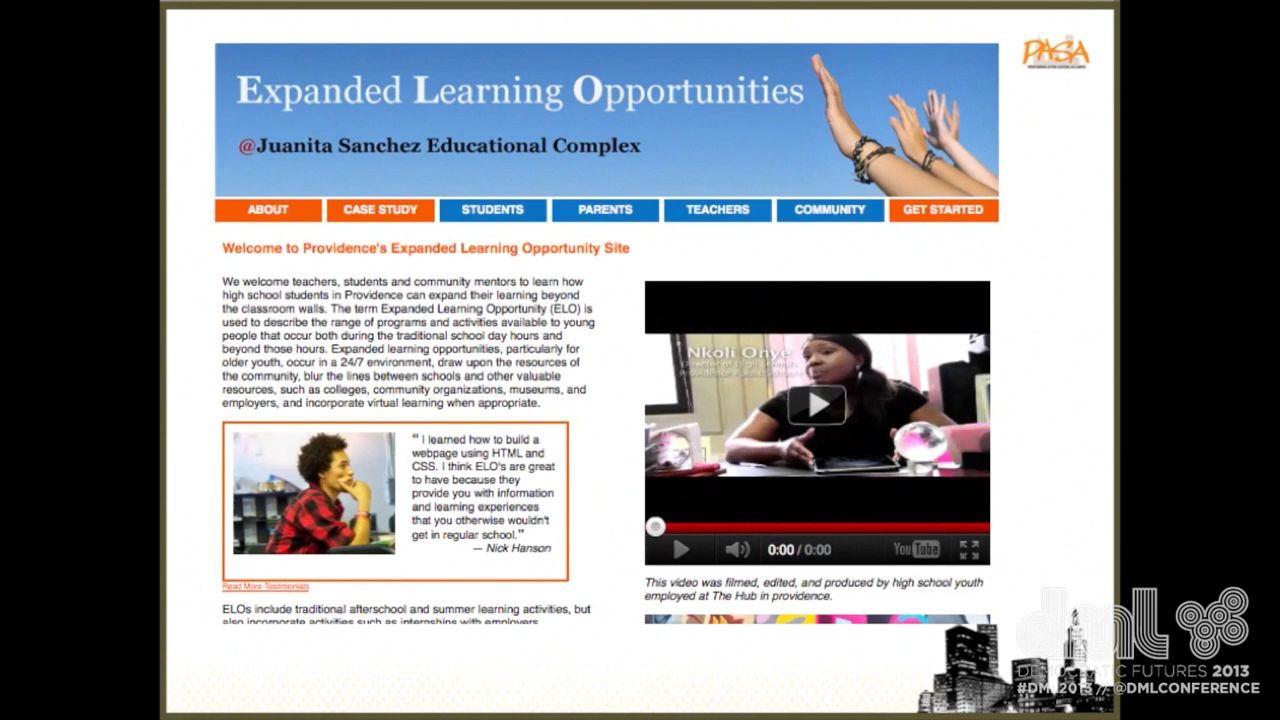 PASA
Expanded Learning Opportunities
@Juanita Sanchez Educational Complex
ABOUT
CASE STUDY
STUDENTS
PARENTS
TEACHERS
COMMUNITY
GET STARTED
Welcome to Providence's Expanded Learning Opportunity Site
We welcome teachers, students and community mentors to learn how
high school students in Providence can expand their learning beyond
the classroom walls. The term Expanded Learning Opportunity (ELO) is
used to describe the range of programs and activities available to young
people that occur both during the traditional school day hours and
beyond those hours. Expanded learning opportunities, particularly for
older youth, occur in a 24/7 environment, draw upon the resources of
the community, blur the lines between schools and other valuable
resources, such as colleges, community organizations, museums, and
employers, and incorporate virtual learning when appropriate.
“ I learned how to build a
webpage using HTML and
CSS. I think ELO's are great
to have because they
provide you with information
and learning experiences
that you otherwise wouldn't
get in regular school.”
— Nick Hanson
Read More Testimonials
ELOs include traditional afterschool and summer learning activities, but
also incorporate activities such as internships with employers,
Nkoli Onye
0:00 / 0:00
YouTube
This video was filmed, edited, and produced by high school youth
employed at The Hub in providence.
dml
DEMOCRATIC FUTURES 2013
#DML2013 // @DMLCONFERENCE